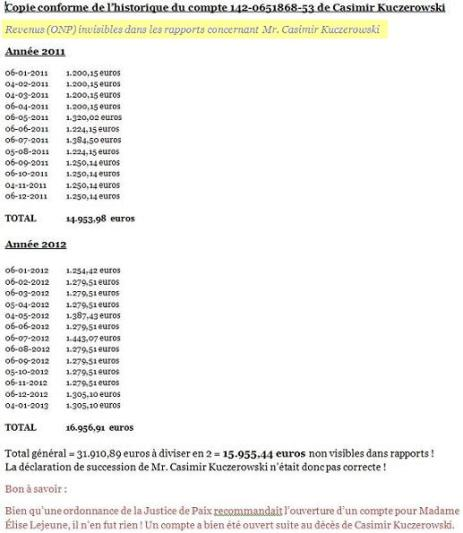 Copie conforme de l'historique du compte 142-0651868-53 de Casimir Kuczerowski
Revenus (ONP) invisibles dans les rapports concernant Mr. Casimir Kuczerowski
Année 2011
06-01-2011 1.200,15 euros
04-02-2011 1.200,15 euros
04-03-2011 1.200,15 euros
06-04-2011 1.200,15 euros
06-05-2011 1.320,02 euros
06-06-2011 1.224,15 euros
06-07-2011 1.384,50 euros
05-08-2011 1.224,15 euros
06-09-2011 1.250,14 euros
06-10-2011 1.250,14 euros
04-11-2011 1.250,14 euros
06-12-2011 1.250,14 euros
TOTAL 14.953,98 euros
Année 2012
06-01-2012 1.254,42 euros
06-02-2012 1.279,51 euros
06-03-2012 1.279,51 euros
05-04-2012 1.279,51 euros
04-05-2012 1.387,43 euros
06-06-2012 1.279,51 euros
06-07-2012 1.443,07 euros
06-08-2012 1.279,51 euros
06-09-2012 1.279,51 euros
05-10-2012 1.279,51 euros
06-11-2012 1.279,51 euros
06-12-2012 1.305,10 euros
04-01-2013 1.305,10 euros
TOTAL 16.956,91 euros
Total général = 31.910,89 euros à diviser en 2 = 15.955,44 euros non visibles dans rapports !
La déclaration de succession de Mr. Casimir Kuczerowski n'était donc pas correcte !
Bon à savoir :
Bien qu'une ordonnance de la Justice de Paix recommandait l'ouverture d'un compte pour Madame
Élise Lejeune, il n'en fut rien ! Un compte a bien été ouvert suite au décès de Casimir Kuczerowski.